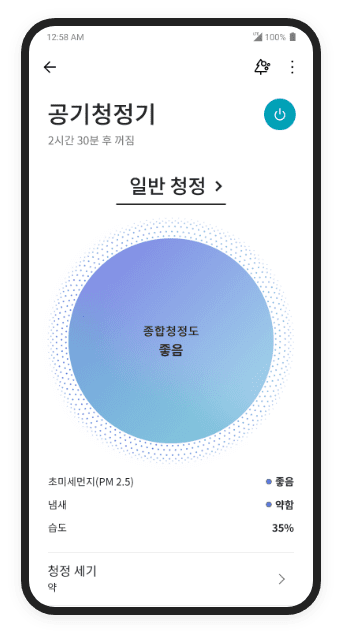 12:58 AM 100%
공기청정기
2시간 30분 후 꺼짐
일반 청정
종합청정도
좋음
초미세먼지(PM 2.5) 좋음
냄새 약함
습도 35%
청정 세기
약